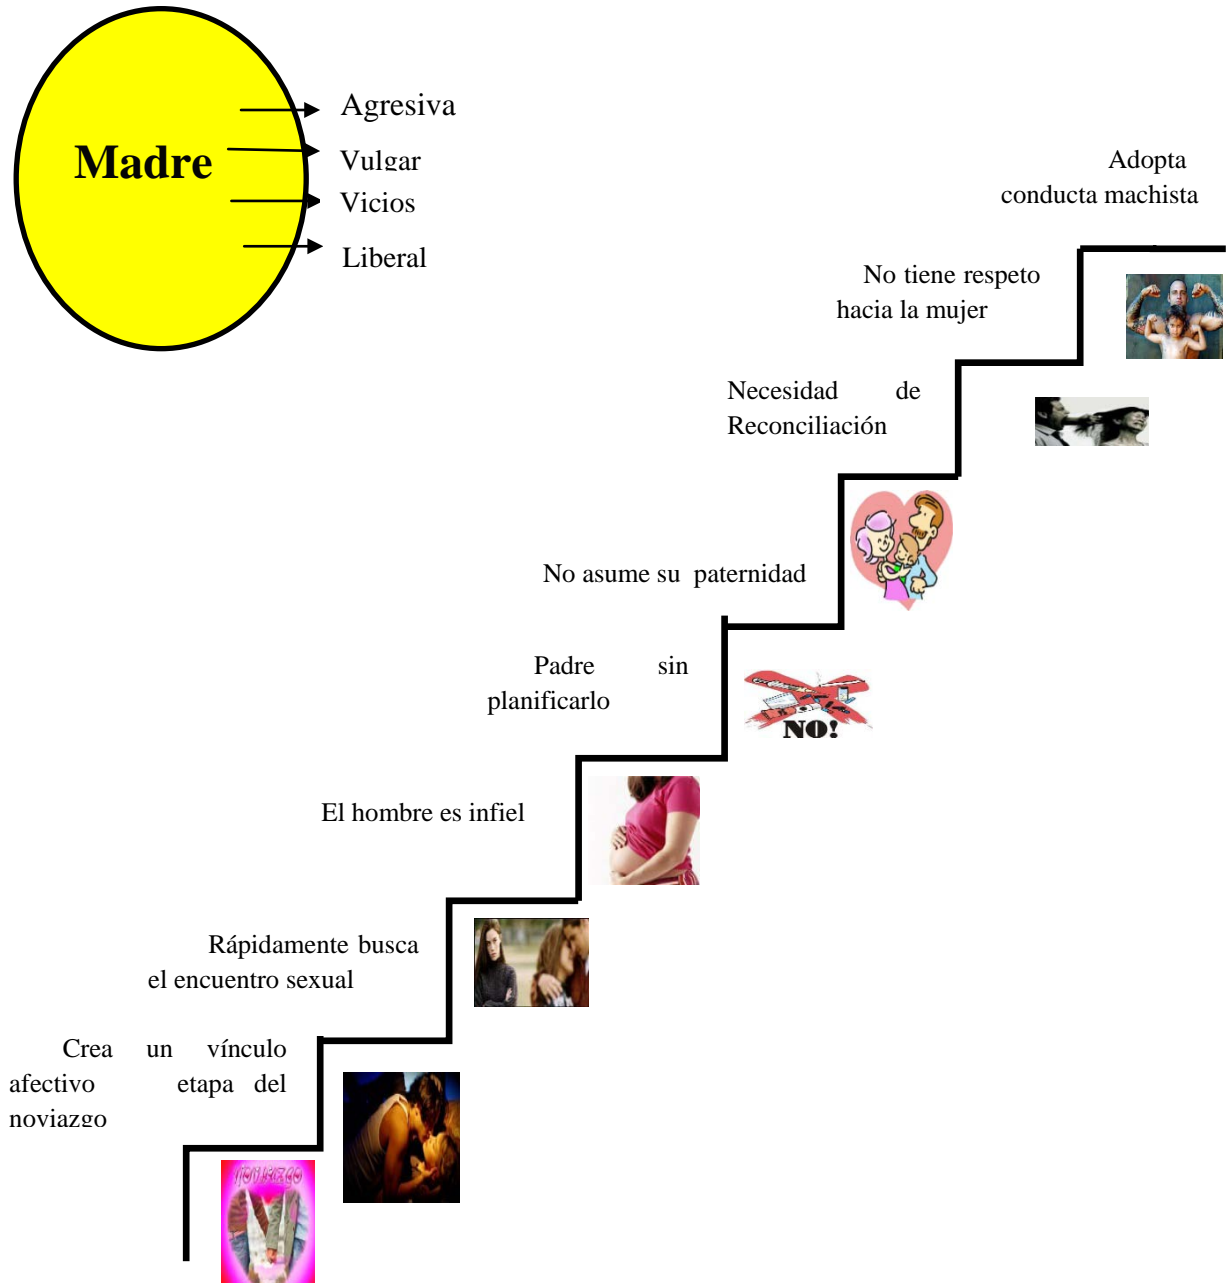 Madre
Agresiva
Vulgar
Vicios
Liberal
Adopta
conducta machista
No tiene respeto
hacia la mujer
Necesidad de
Reconciliación
No asume su paternidad
Padre sin
planificarlo
NO!
El hombre es infiel
Rápidamente busca
el encuentro sexual
Crea un vínculo
afectivo etapa del
noviazgo
NOVIAZGO